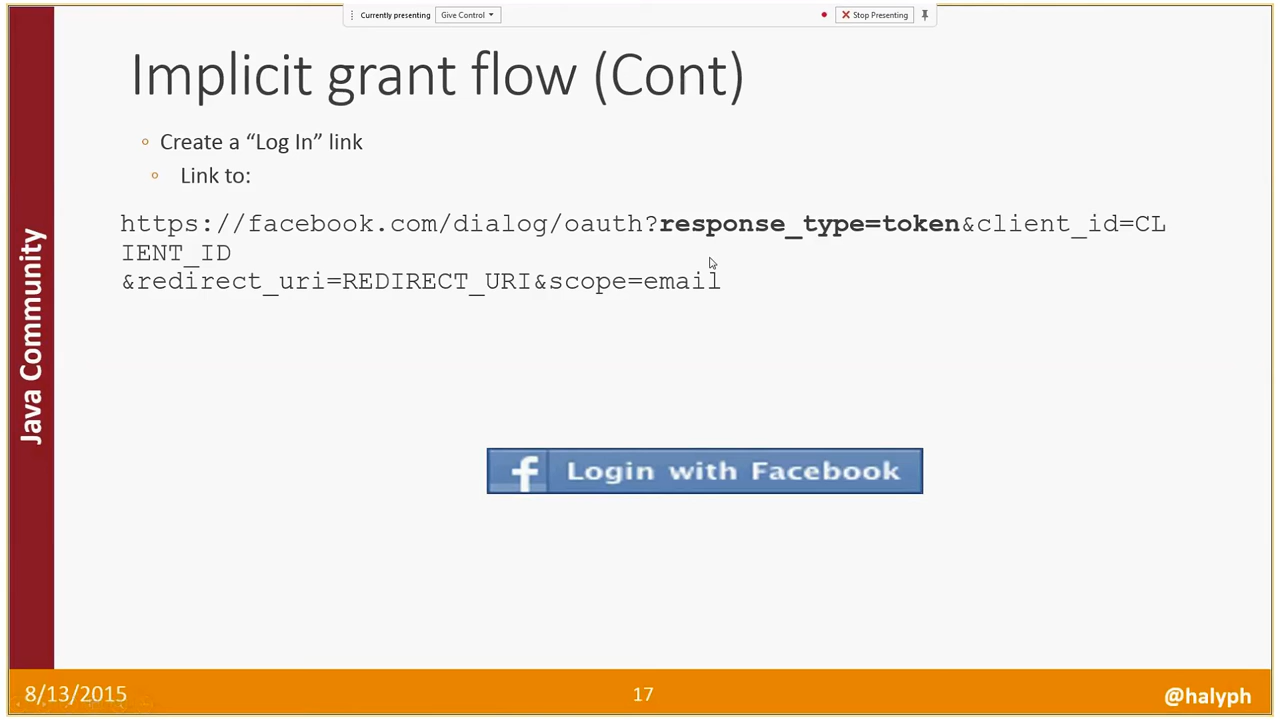 Currently presenting Give Control Stop Presenting
Implicit grant flow (Cont)
Create a “Log In” link
Link to:
https://facebook.com/dialog/oauth?response_type=token&client_id=CL
IENT_ID
&redirect_uri=REDIRECT_URI&scope=email
Java Community
f Login with Facebook
8/13/2015 17 @halyph